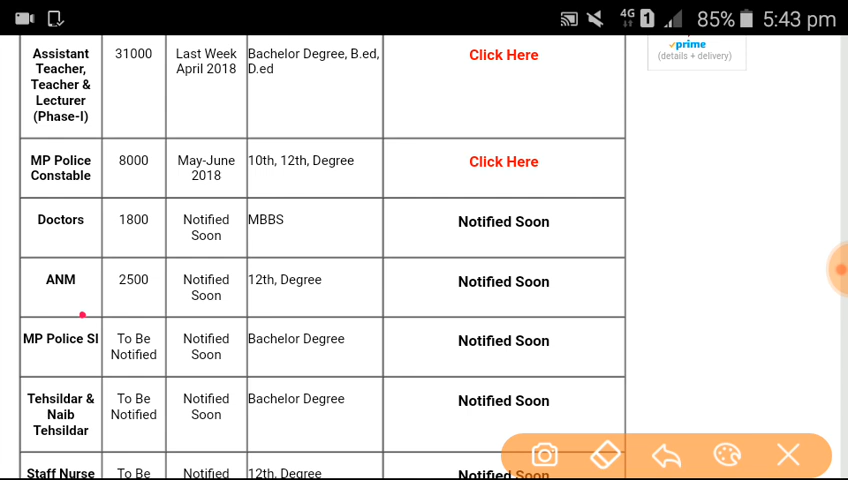 4G 1 85% 5:43 pm
prime
(details + delivery)
Assistant Teacher, Teacher & Lecturer (Phase-I) 31000 Last Week April 2018 Bachelor Degree, B.ed, D.ed Click Here
MP Police Constable 8000 May-June 2018 10th, 12th, Degree Click Here
Doctors 1800 Notified Soon MBBS Notified Soon
ANM 2500 Notified Soon 12th, Degree Notified Soon
MP Police SI To Be Notified Notified Soon Bachelor Degree Notified Soon
Tehsildar & Naib Tehsildar To Be Notified Notified Soon Bachelor Degree Notified Soon
Staff Nurse To Be Notified 12th, Degree Notified Soon